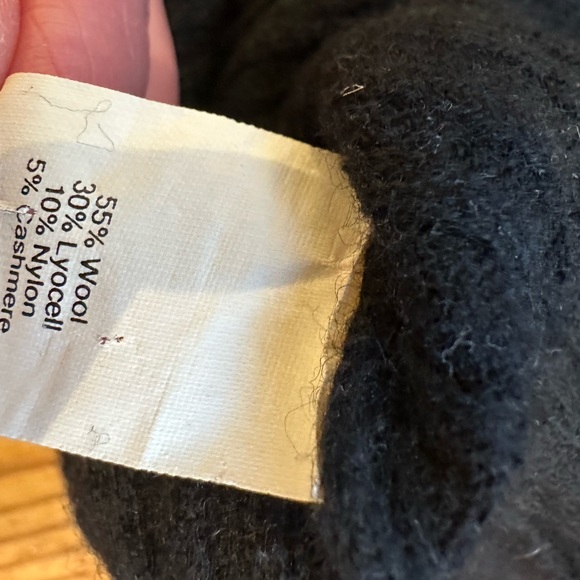 55% Wool
30% Lyocell
10% Nylon
5% Cashmere